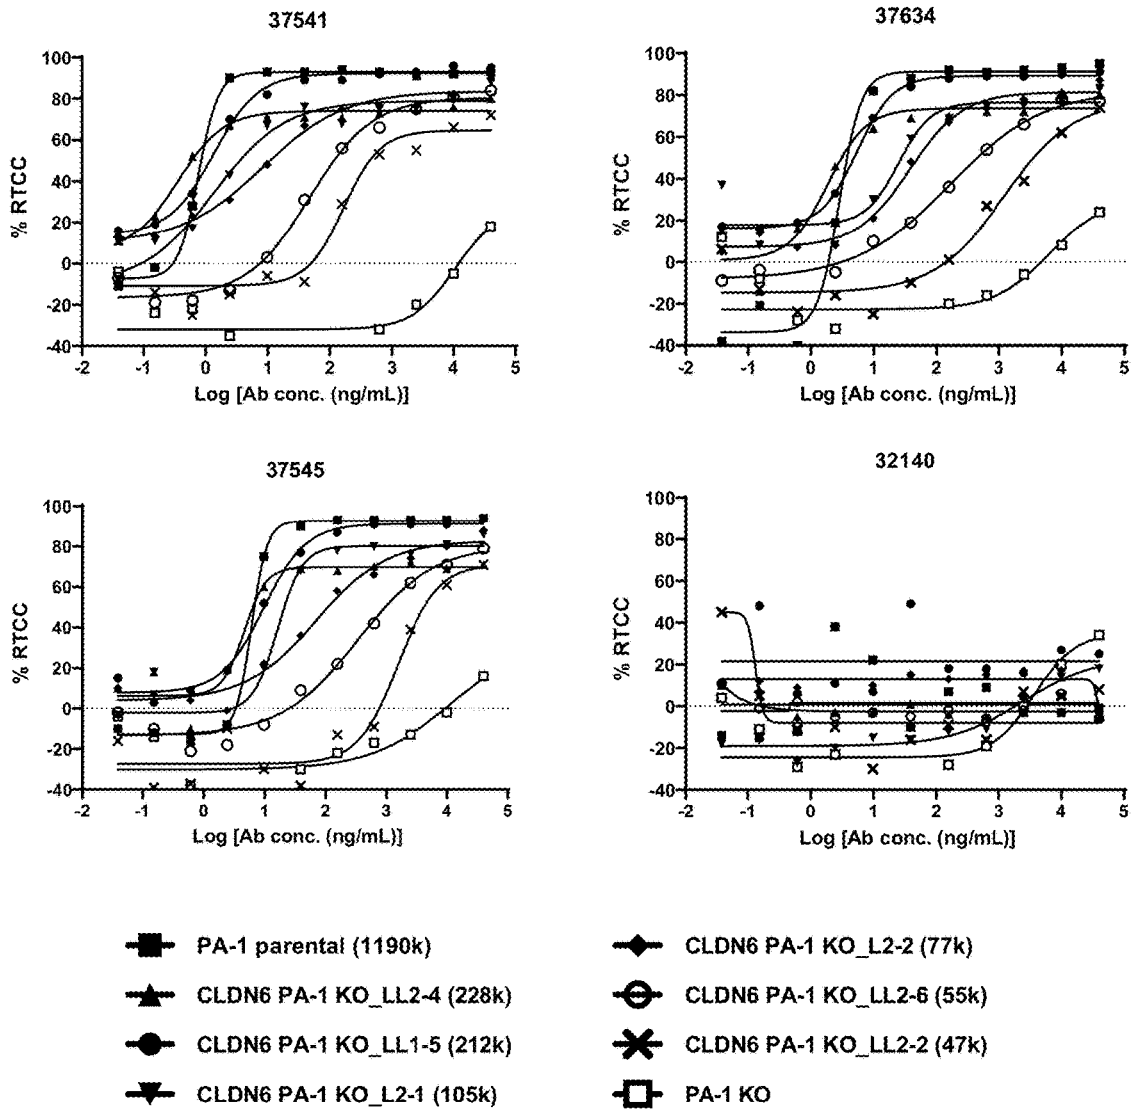 37541
37634
% RTCC
100
80
60
40
20
0
-20
-40
-2 -1 0 1 2 3 4 5
Log [Ab conc. (ng/mL)]
% RTCC
100
80
60
40
20
0
-20
-40
-2 -1 0 1 2 3 4 5
Log [Ab conc. (ng/mL)]
37545
32140
% RTCC
100
80
60
40
20
0
-20
-40
-2 -1 0 1 2 3 4 5
Log [Ab conc. (ng/mL)]
% RTCC
100
80
60
40
20
0
-20
-40
-2 -1 0 1 2 3 4 5
Log [Ab conc. (ng/mL)]
PA-1 parental (1190k)
CLDN6 PA-1 KO_LL2-4 (228k)
CLDN6 PA-1 KO_LL1-5 (212k)
CLDN6 PA-1 KO_L2-1 (105k)
CLDN6 PA-1 KO_L2-2 (77k)
CLDN6 PA-1 KO_LL2-6 (55k)
CLDN6 PA-1 KO_LL2-2 (47k)
PA-1 KO